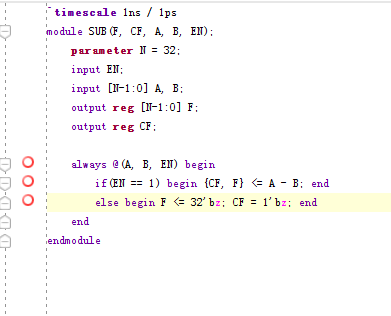 `timescale 1ns / 1ps
module SUB(F, CF, A, B, EN);
parameter N = 32;
input EN;
input [N-1:0] A, B;
output reg [N-1:0] F;
output reg CF;
always @(A, B, EN) begin
if(EN == 1) begin {CF, F} <= A - B; end
else begin F <= 32'bz; CF = 1'bz; end
end
endmodule